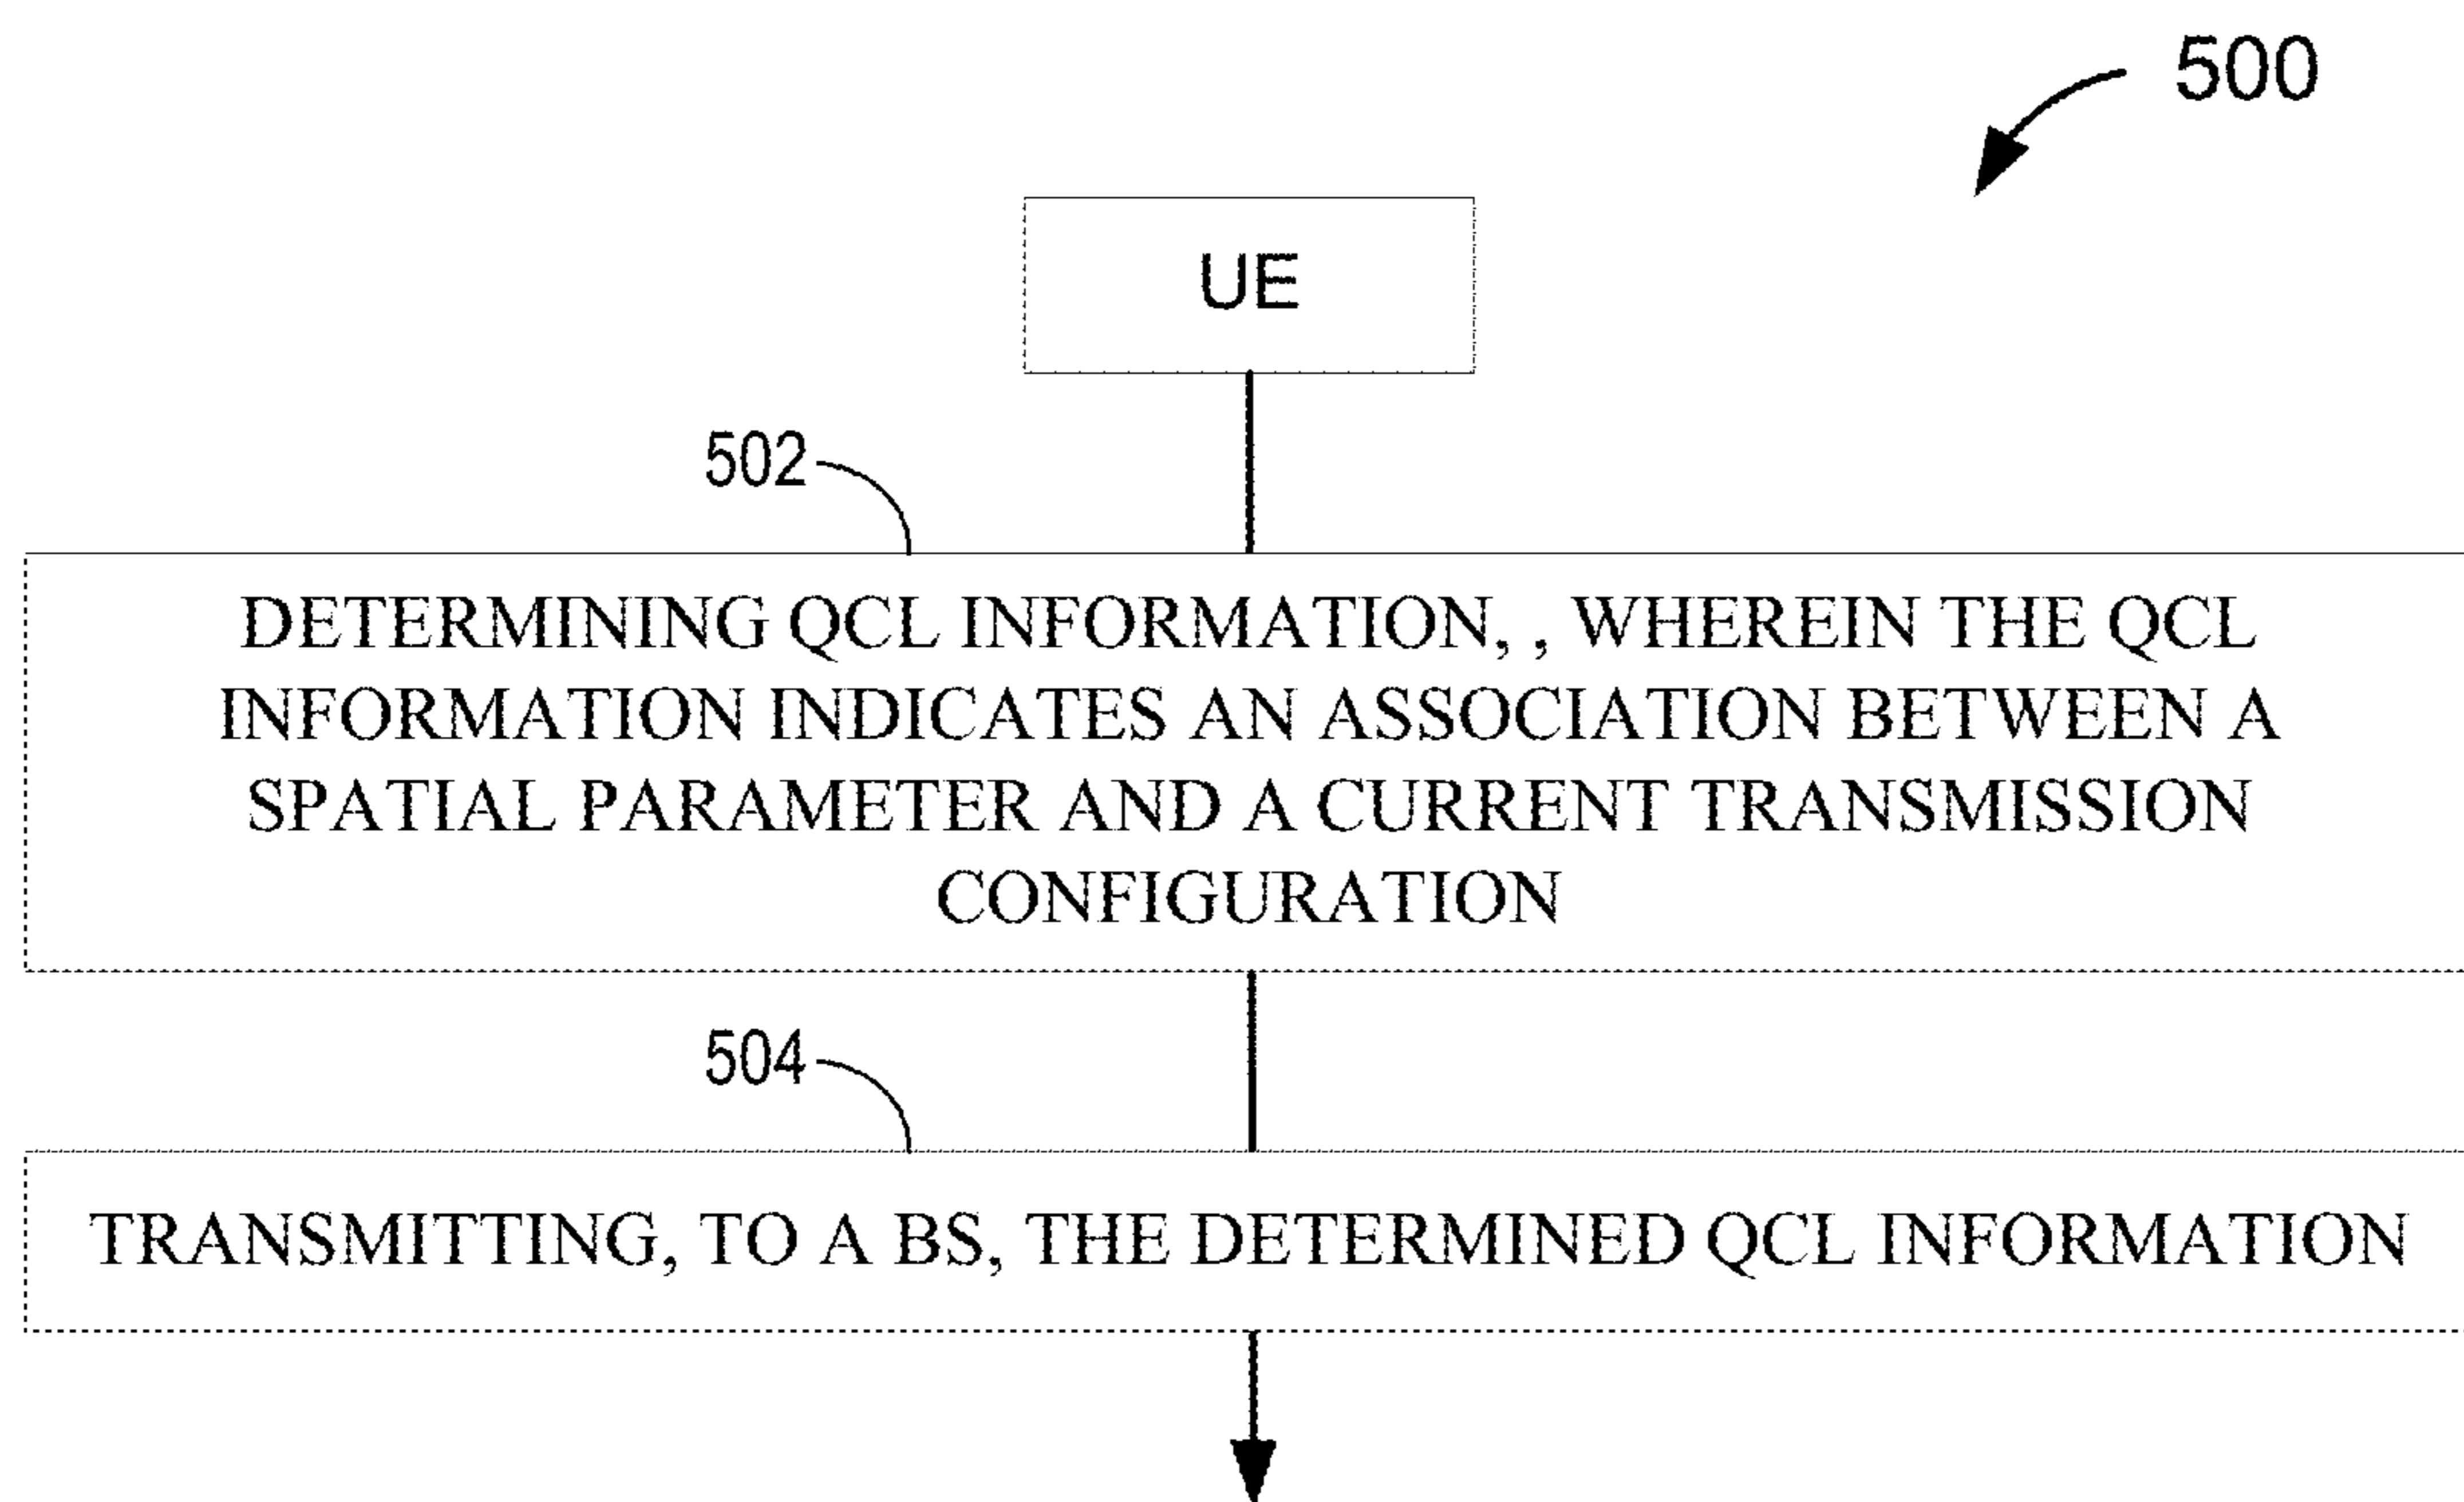 500
UE
502
DETERMINING QCL INFORMATION, , WHEREIN THE QCL
INFORMATION INDICATES AN ASSOCIATION BETWEEN A
SPATIAL PARAMETER AND A CURRENT TRANSMISSION
CONFIGURATION
504
TRANSMITTING, TO A BS, THE DETERMINED QCL INFORMATION